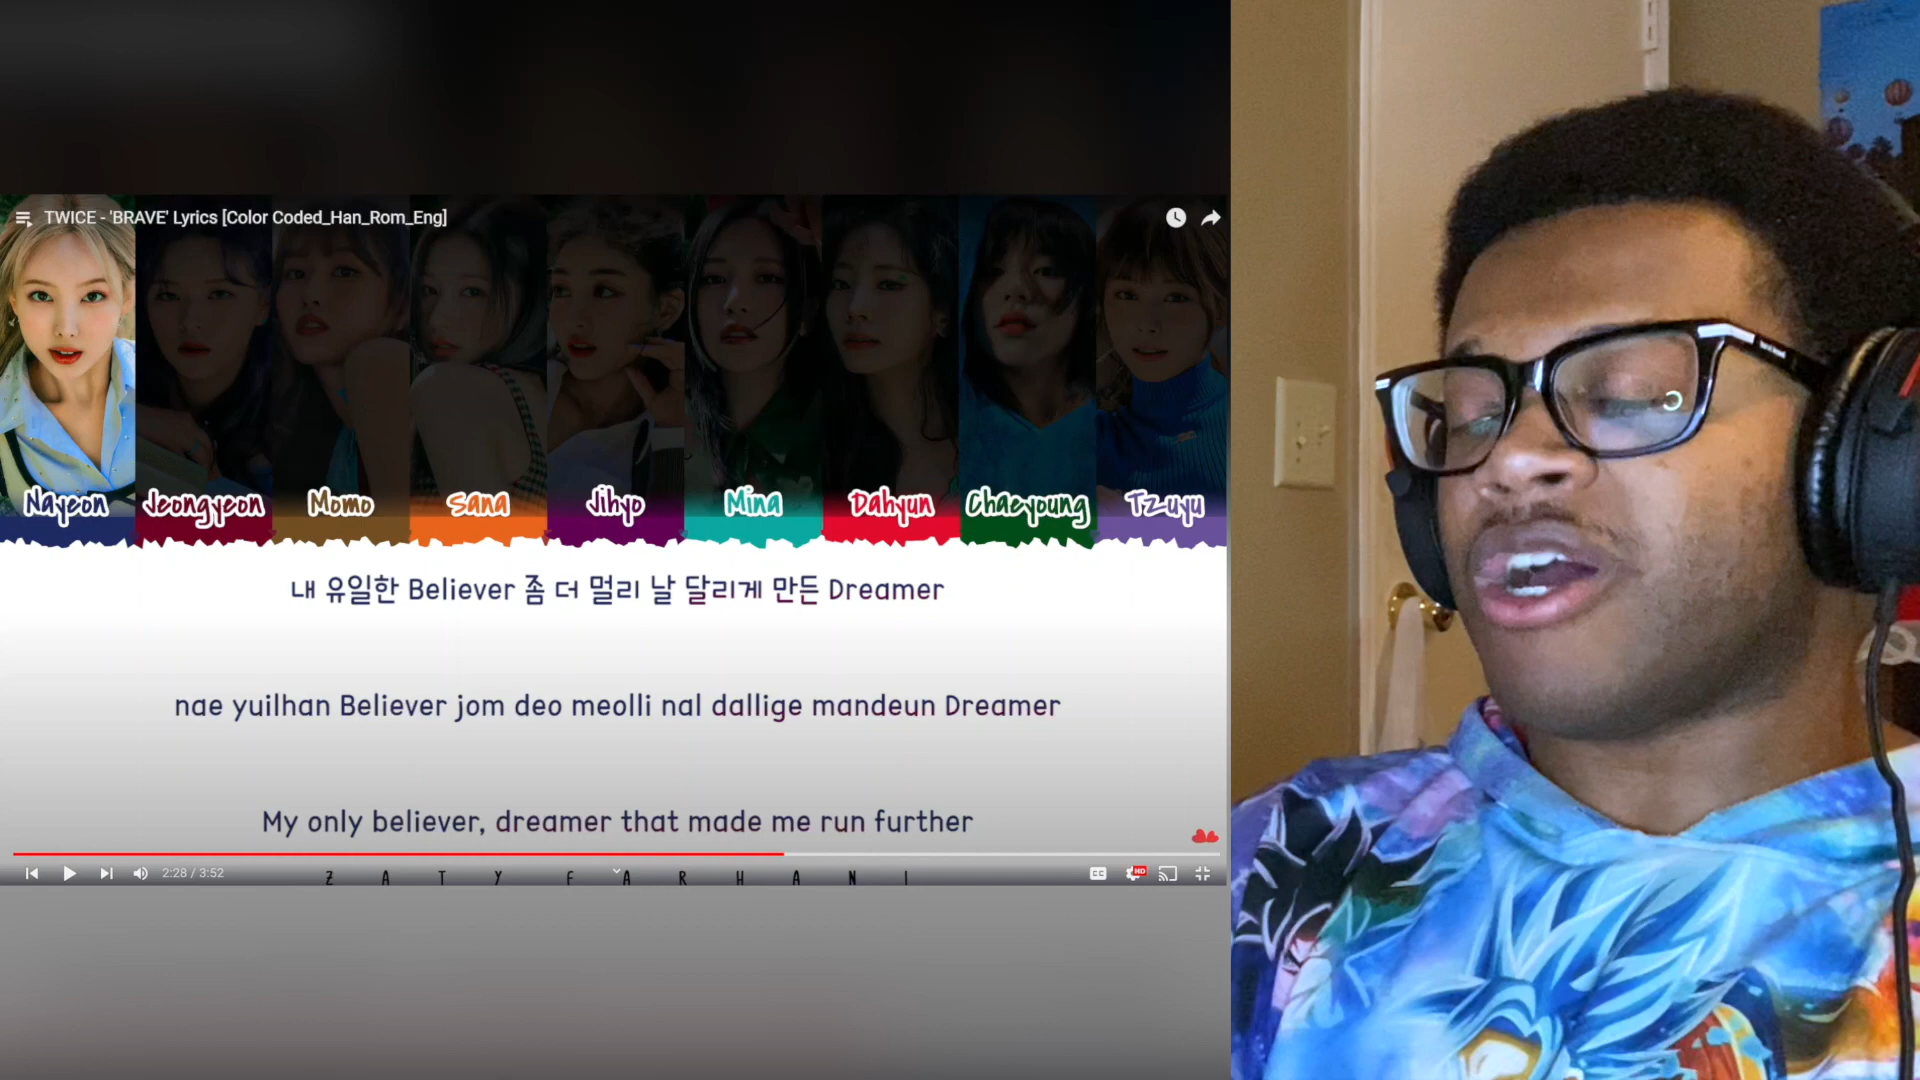 TWICE - 'BRAVE' Lyrics [Color Coded_Han_Rom_Eng]
Nayeon Jeongyeon Momo Sana Jihyo Mina Dahyun Chaeyoung Tzuyu
내 유일한 Believer 좀 더 멀리 날 달리게 만든 Dreamer
nae yuilhan Believer jom deo meolli nal dallige mandeun Dreamer
My only believer, dreamer that made me run further
2:28 / 3:52
Z A T Y F A R H A N I
CC
HD